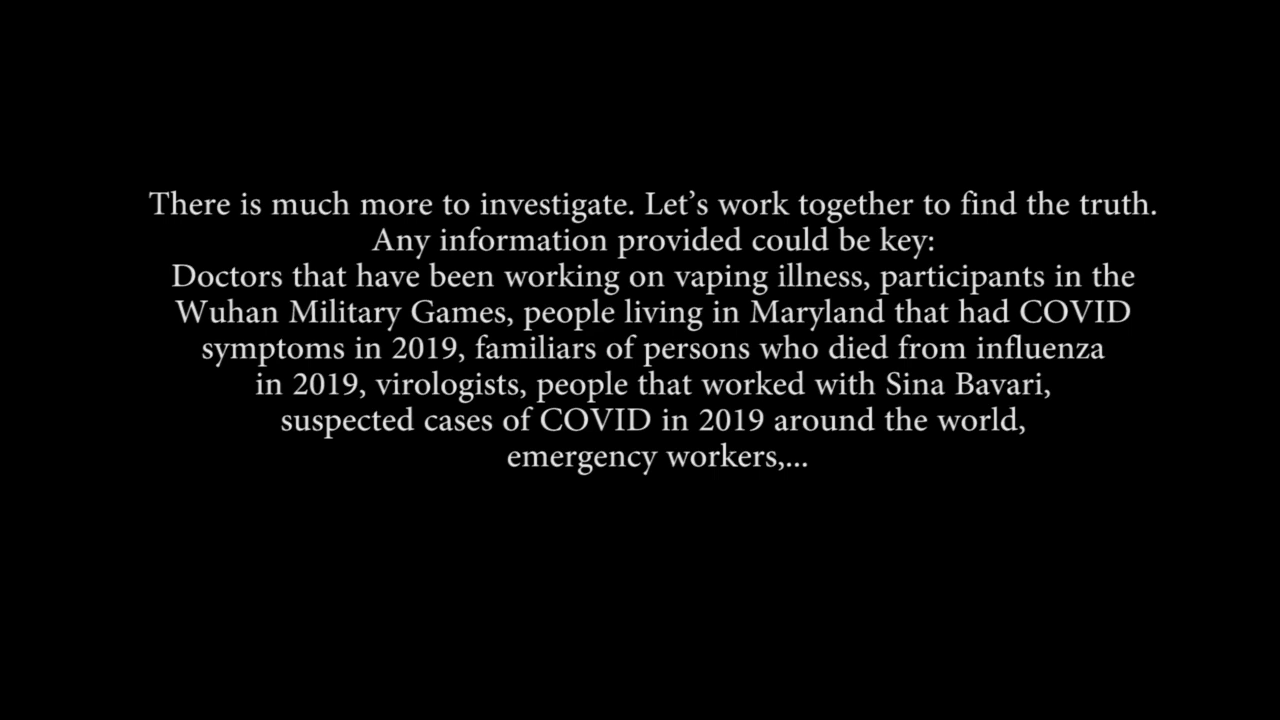 There is much more to investigate. Let’s work together to find the truth.
Any information provided could be key:
Doctors that have been working on vaping illness, participants in the
Wuhan Military Games, people living in Maryland that had COVID
symptoms in 2019, familiars of persons who died from influenza
in 2019, virologists, people that worked with Sina Bavari,
suspected cases of COVID in 2019 around the world,
emergency workers,...